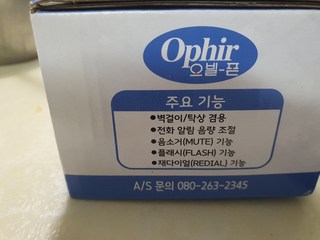 Ophir
오빌-폰
주요 기능
●벽걸이/탁상 겸용
●전화 알림 음량 조절
●음소거(MUTE) 기능
●플래시(FLASH) 기능
●재다이얼(REDIAL) 기능
A/S 문의 080-263-2345